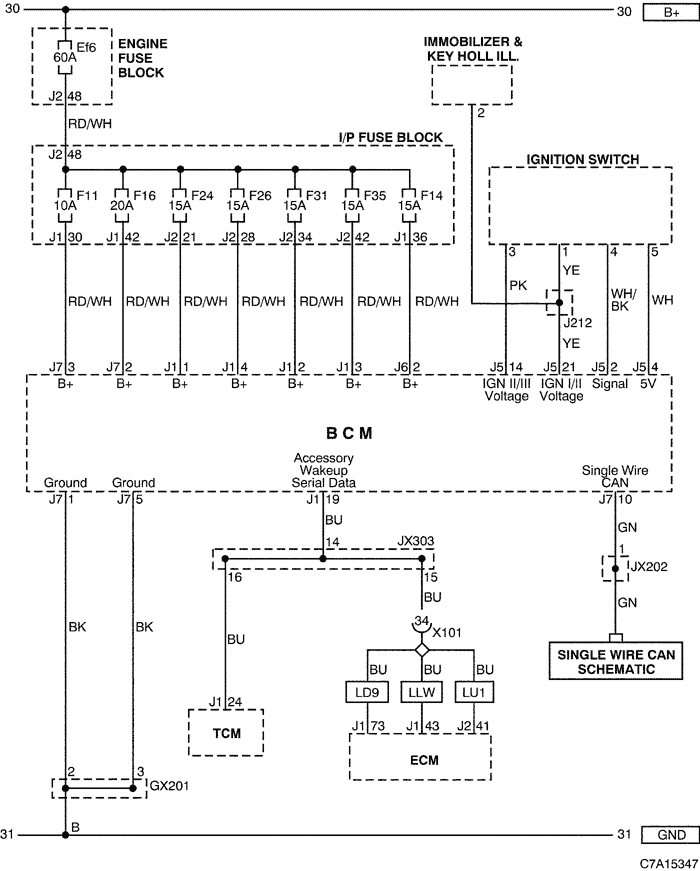 30 30 B+
Ef6
60A
ENGINE
FUSE
BLOCK
J2 48
RD/WH
IMMOBILIZER &
KEY HOLL ILL.
2
I/P FUSE BLOCK
J2 48
F11 F16 F24 F26 F31 F35 F14
10A 20A 15A 15A 15A 15A 15A
J1 30 J1 42 J2 21 J2 28 J2 34 J2 42 J1 36
IGNITION SWITCH
3 1 4 5
YE
PK
WH/
BK
WH
J212
YE
RD/WH RD/WH RD/WH RD/WH RD/WH RD/WH RD/WH
J7 3 J7 2 J1 1 J1 4 J1 2 J1 3 J6 2 J5 14 J5 21 J5 2 J5 4
B+ B+ B+ B+ B+ B+ B+ IGN II/III IGN I/II Signal 5V
Voltage Voltage
BCM
Ground Ground
Accessory
Wakeup
Serial Data
Single Wire
CAN
J7 1 J7 5 J1 19 J7 10
BU
GN
14 JX303
16 15
1
JX202
GN
BU
34
X101
BK BK BU
SINGLE WIRE CAN
SCHEMATIC
BU BU BU
LD9 LLW LU1
J1 24
TCM
J1 73 J1 43 J2 41
ECM
2 3
GX201
B
31 31 GND
C7A15347